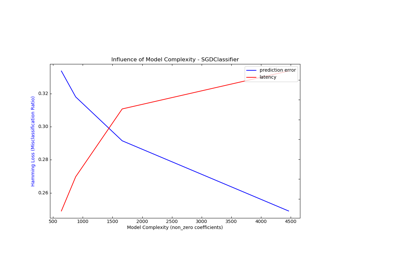 Influence of Model Complexity - SGDClassifier
prediction error
latency
0.32
0.30
0.28
0.26
Hamming Loss (Misclassification Ratio)
500 1000 1500 2000 2500 3000 3500 4000 4500
Model Complexity (non_zero coefficients)